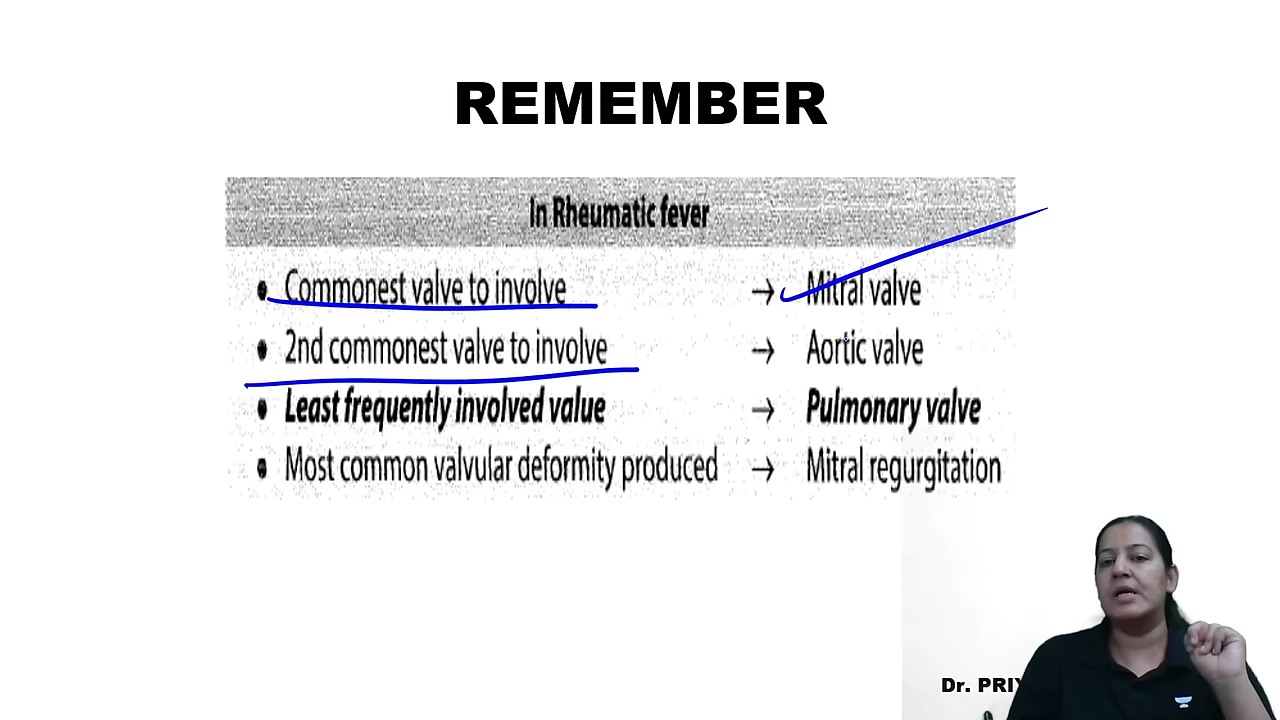 REMEMBER
In Rheumatic fever
• Commonest valve to involve → Mitral valve
• 2nd commonest valve to involve → Aortic valve
• Least frequently involved value → Pulmonary valve
• Most common valvular deformity produced → Mitral regurgitation
Dr.